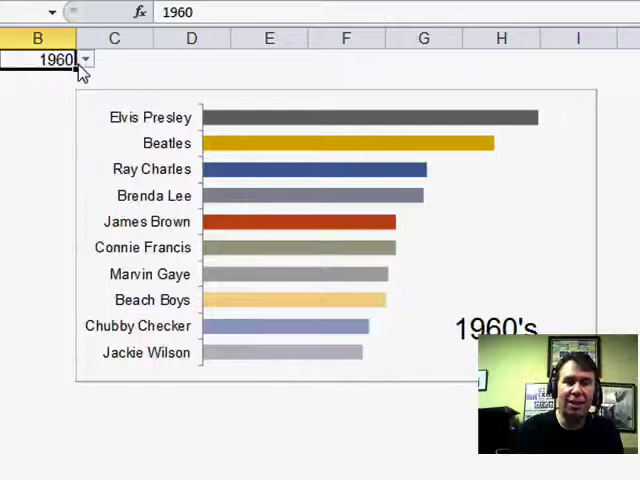 fx 1960
B C D E F G H I
1960
Elvis Presley
Beatles
Ray Charles
Brenda Lee
James Brown
Connie Francis
Marvin Gaye
Beach Boys
Chubby Checker
Jackie Wilson
1960's